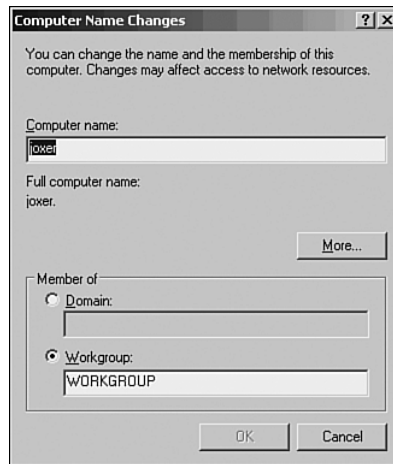 Computer Name Changes
You can change the name and the membership of this
computer. Changes may affect access to network resources.
Computer name:
joxer
Full computer name:
joxer.
More...
Member of
Domain:
Workgroup:
WORKGROUP
OK
Cancel